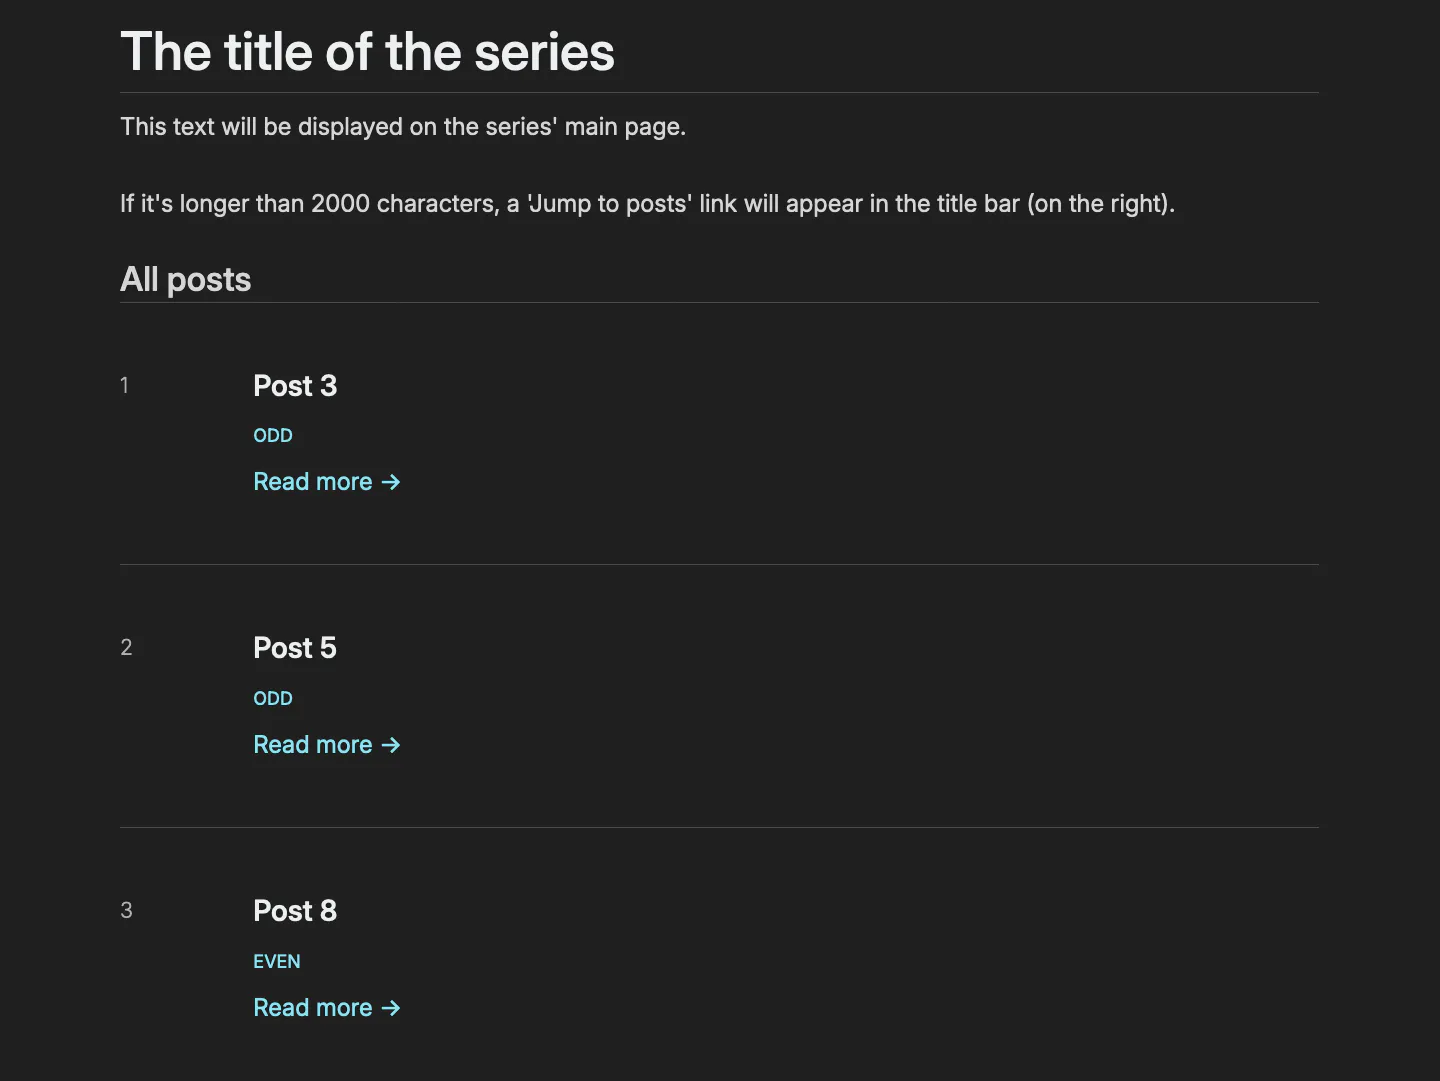 The title of the series
This text will be displayed on the series' main page.
If it's longer than 2000 characters, a 'Jump to posts' link will appear in the title bar (on the right).
All posts
1
Post 3
ODD
Read more →
2
Post 5
ODD
Read more →
3
Post 8
EVEN
Read more →